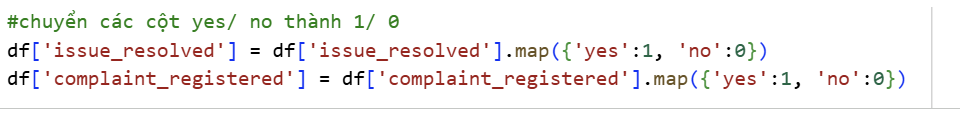 #chuyển các cột yes/ no thành 1/ 0
df['issue_resolved'] = df['issue_resolved'].map({'yes':1, 'no':0})
df['complaint_registered'] = df['complaint_registered'].map({'yes':1, 'no':0})